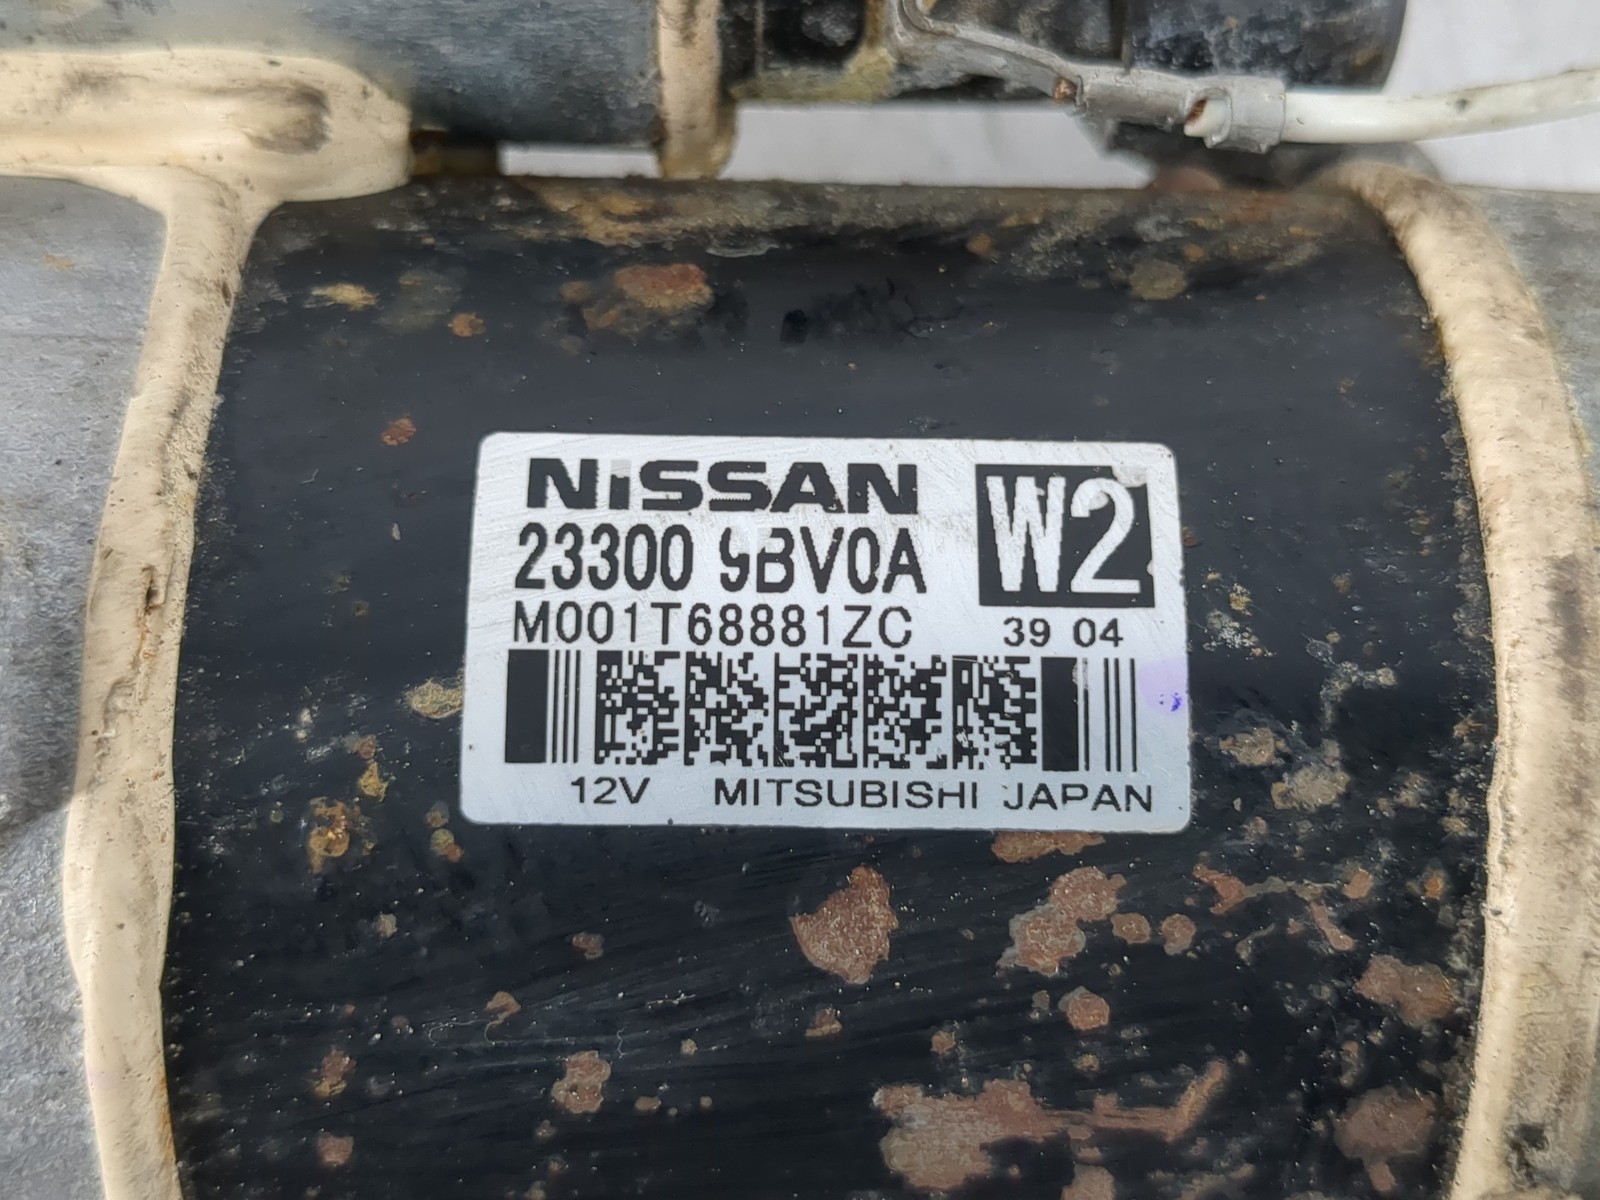 NISSAN
23300 9BV0A
W2
M001T68881ZC
39 04
12V MITSUBISHI JAPAN